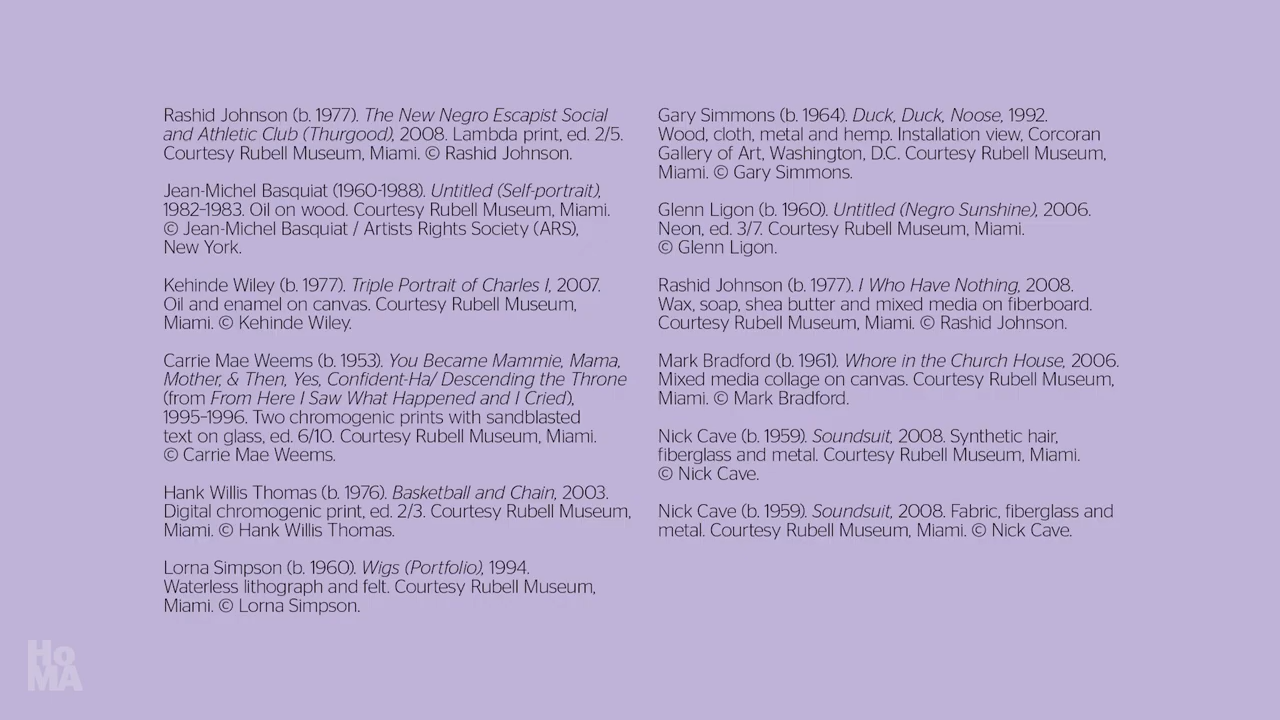 Rashid Johnson (b. 1977). The New Negro Escapist Social
and Athletic Club (Thurgood), 2008. Lambda print, ed. 2/5.
Courtesy Rubell Museum, Miami. © Rashid Johnson.
Jean-Michel Basquiat (1960-1988). Untitled (Self-portrait),
1982–1983. Oil on wood. Courtesy Rubell Museum, Miami.
© Jean-Michel Basquiat / Artists Rights Society (ARS),
New York.
Kehinde Wiley (b. 1977). Triple Portrait of Charles I, 2007.
Oil and enamel on canvas. Courtesy Rubell Museum,
Miami. © Kehinde Wiley.
Carrie Mae Weems (b. 1953). You Became Mammie, Mama,
Mother, & Then, Yes, Confident-Ha/ Descending the Throne
(from From Here I Saw What Happened and I Cried),
1995–1996. Two chromogenic prints with sandblasted
text on glass, ed. 6/10. Courtesy Rubell Museum, Miami.
© Carrie Mae Weems.
Hank Willis Thomas (b. 1976). Basketball and Chain, 2003.
Digital chromogenic print, ed. 2/3. Courtesy Rubell Museum,
Miami. © Hank Willis Thomas.
Lorna Simpson (b. 1960). Wigs (Portfolio), 1994.
Waterless lithograph and felt. Courtesy Rubell Museum,
Miami. © Lorna Simpson.
Gary Simmons (b. 1964). Duck, Duck, Noose, 1992.
Wood, cloth, metal and hemp. Installation view, Corcoran
Gallery of Art, Washington, D.C. Courtesy Rubell Museum,
Miami. © Gary Simmons.
Glenn Ligon (b. 1960). Untitled (Negro Sunshine), 2006.
Neon, ed. 3/7. Courtesy Rubell Museum, Miami.
© Glenn Ligon.
Rashid Johnson (b. 1977). I Who Have Nothing, 2008.
Wax, soap, shea butter and mixed media on fiberboard.
Courtesy Rubell Museum, Miami. © Rashid Johnson.
Mark Bradford (b. 1961). Whore in the Church House, 2006.
Mixed media collage on canvas. Courtesy Rubell Museum,
Miami. © Mark Bradford.
Nick Cave (b. 1959). Soundsuit, 2008. Synthetic hair,
fiberglass and metal. Courtesy Rubell Museum, Miami.
© Nick Cave.
Nick Cave (b. 1959). Soundsuit, 2008. Fabric, fiberglass and
metal. Courtesy Rubell Museum, Miami. © Nick Cave.
Ho
MA